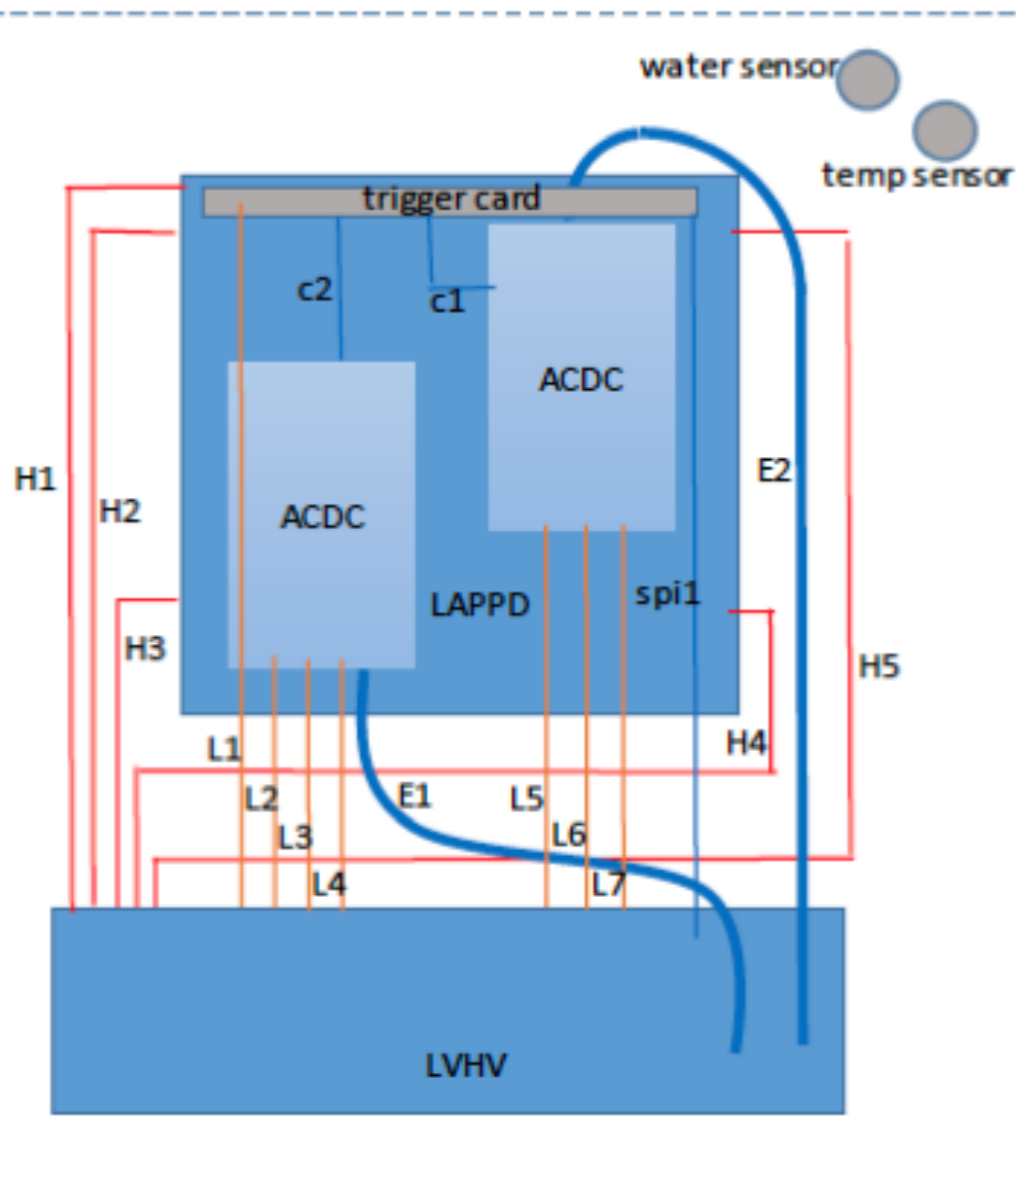 water sensor
temp sensor
trigger card
c2
c1
ACDC
E2
H1
H2
ACDC
spi1
LAPPD
H3
H5
H4
L1
L2
E1
L5
L3
L6
L4
L7
LVHV